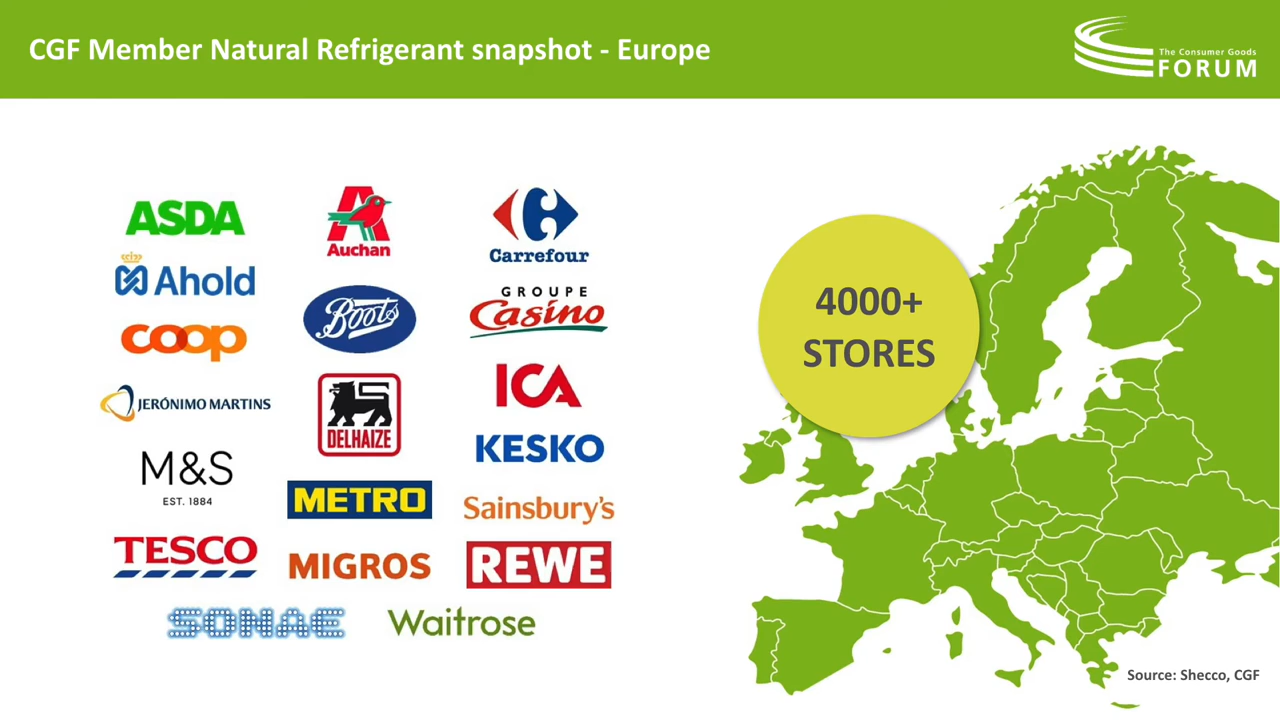 CGF Member Natural Refrigerant snapshot - Europe
The Consumer Goods
FORUM
ASDA
Auchan
Carrefour
Ahold
Boots
GROUPE
Casino
coop
JERÓNIMO MARTINS
DELHAIZE
ICA
KESKO
M&S
EST. 1884
METRO
Sainsbury's
TESCO
MIGROS
REWE
SONAE
Waitrose
4000+
STORES
Source: Shecco, CGF